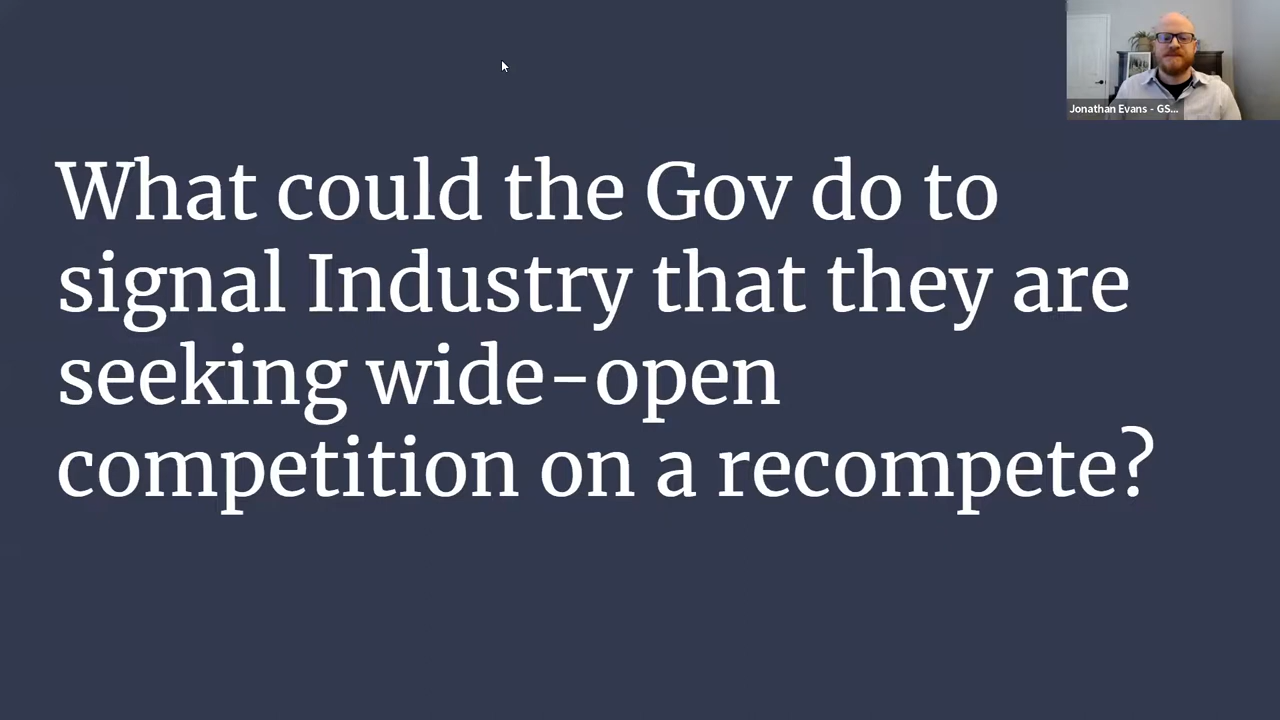 Jonathan Evans - GS...
What could the Gov do to
signal Industry that they are
seeking wide-open
competition on a recompete?